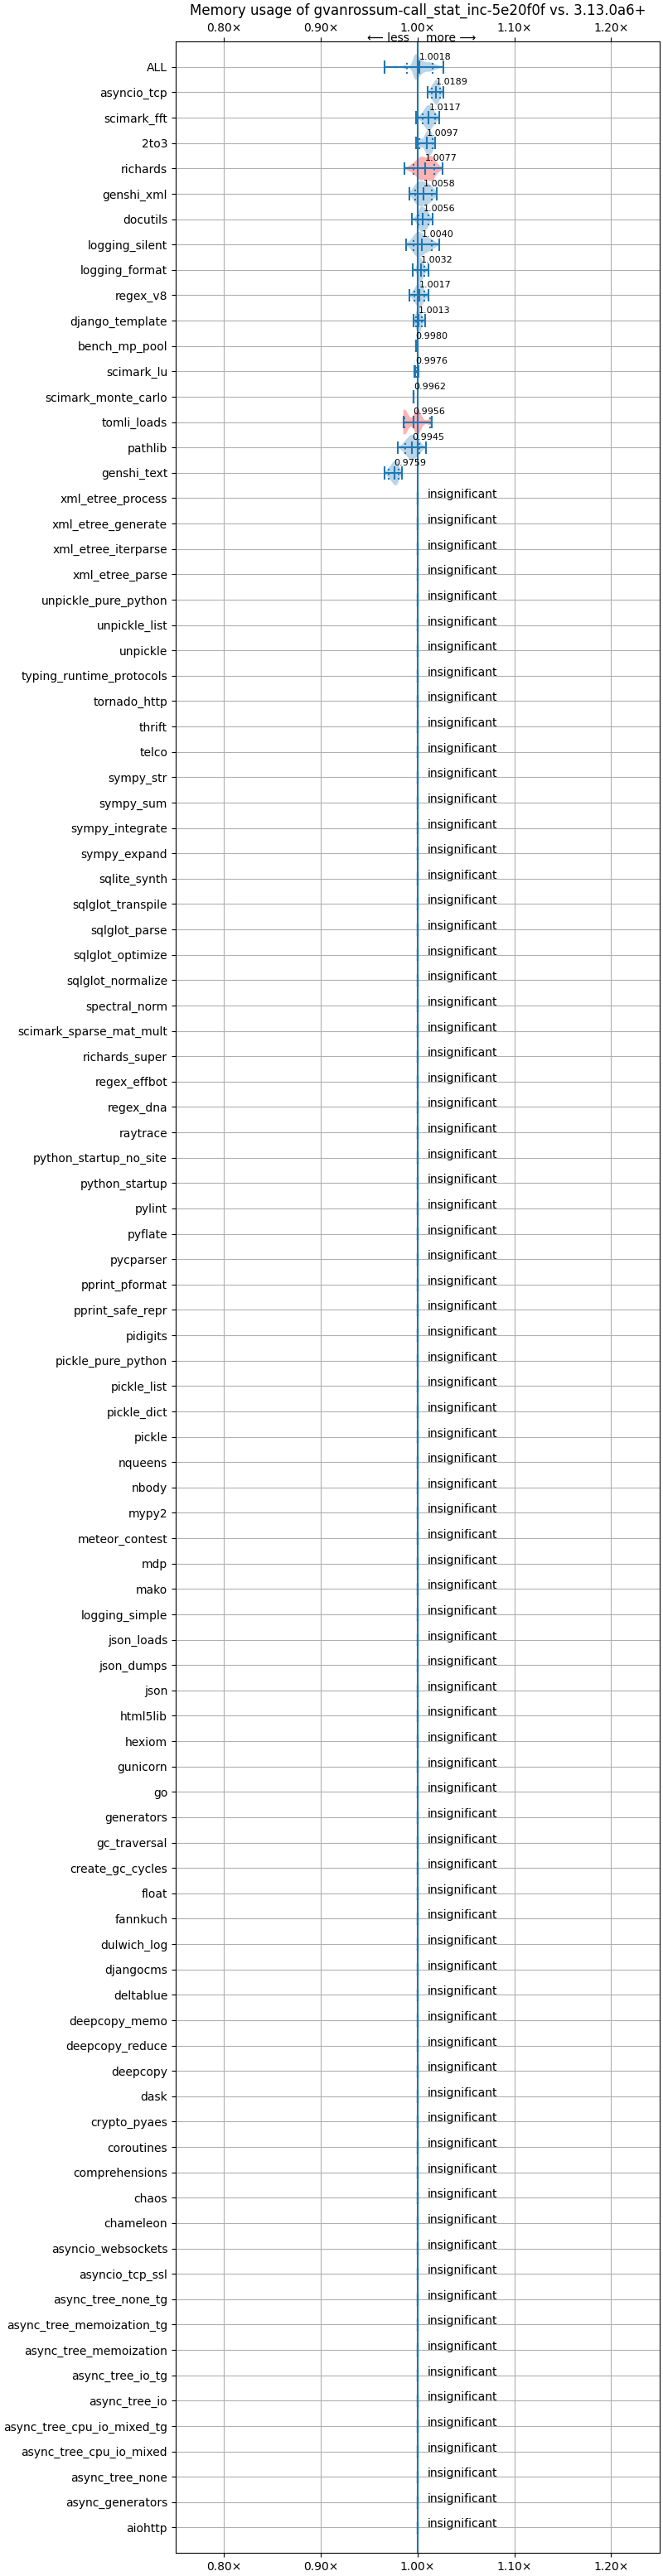 Memory usage of gvanrossum-call_stat_inc-5e20f0f vs. 3.13.0a6+
0.80× 0.90× 1.00× 1.10× 1.20×
⟵ less more ⟶
ALL 1.0018
asyncio_tcp 1.0189
scimark_fft 1.0117
2to3 1.0097
richards 1.0077
genshi_xml 1.0058
docutils 1.0056
logging_silent 1.0040
logging_format 1.0032
regex_v8 1.0017
django_template 1.0013
bench_mp_pool 0.9980
scimark_lu 0.9976
scimark_monte_carlo 0.9962
tomli_loads 0.9956
pathlib 0.9945
genshi_text 0.9759
xml_etree_process insignificant
xml_etree_generate insignificant
xml_etree_iterparse insignificant
xml_etree_parse insignificant
unpickle_pure_python insignificant
unpickle_list insignificant
unpickle insignificant
typing_runtime_protocols insignificant
tornado_http insignificant
thrift insignificant
telco insignificant
sympy_str insignificant
sympy_sum insignificant
sympy_integrate insignificant
sympy_expand insignificant
sqlite_synth insignificant
sqlglot_transpile insignificant
sqlglot_parse insignificant
sqlglot_optimize insignificant
sqlglot_normalize insignificant
spectral_norm insignificant
scimark_sparse_mat_mult insignificant
richards_super insignificant
regex_effbot insignificant
regex_dna insignificant
raytrace insignificant
python_startup_no_site insignificant
python_startup insignificant
pylint insignificant
pyflate insignificant
pycparser insignificant
pprint_pformat insignificant
pprint_safe_repr insignificant
pidigits insignificant
pickle_pure_python insignificant
pickle_list insignificant
pickle_dict insignificant
pickle insignificant
nqueens insignificant
nbody insignificant
mypy2 insignificant
meteor_contest insignificant
mdp insignificant
mako insignificant
logging_simple insignificant
json_loads insignificant
json_dumps insignificant
json insignificant
html5lib insignificant
hexiom insignificant
gunicorn insignificant
go insignificant
generators insignificant
gc_traversal insignificant
create_gc_cycles insignificant
float insignificant
fannkuch insignificant
dulwich_log insignificant
djangocms insignificant
deltablue insignificant
deepcopy_memo insignificant
deepcopy_reduce insignificant
deepcopy insignificant
dask insignificant
crypto_pyaes insignificant
coroutines insignificant
comprehensions insignificant
chaos insignificant
chameleon insignificant
asyncio_websockets insignificant
asyncio_tcp_ssl insignificant
async_tree_none_tg insignificant
async_tree_memoization_tg insignificant
async_tree_memoization insignificant
async_tree_io_tg insignificant
async_tree_io insignificant
async_tree_cpu_io_mixed_tg insignificant
async_tree_cpu_io_mixed insignificant
async_tree_none insignificant
async_generators insignificant
aiohttp insignificant
0.80× 0.90× 1.00× 1.10× 1.20×